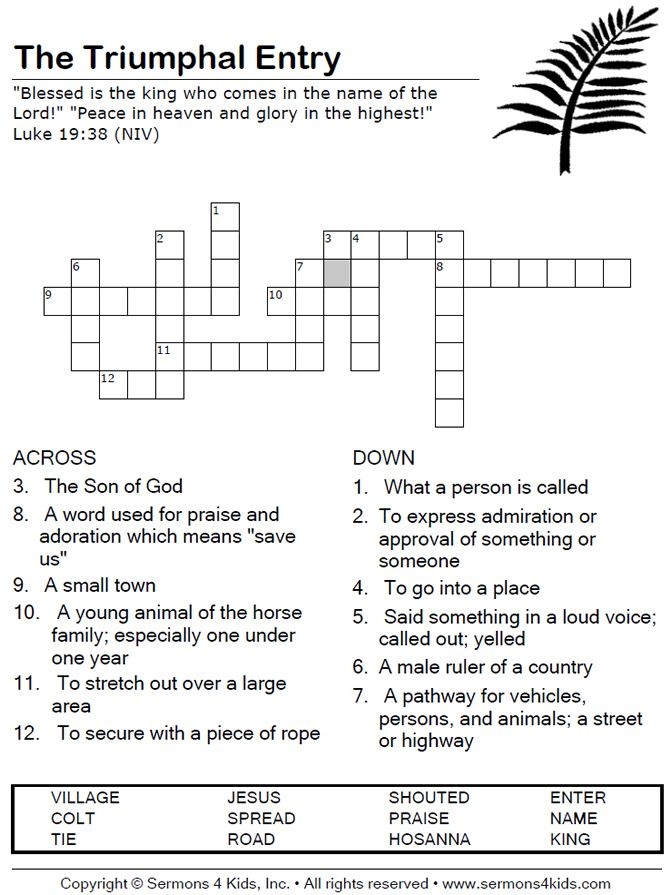 The Triumphal Entry
"Blessed is the king who comes in the name of the
Lord!" "Peace in heaven and glory in the highest!"
Luke 19:38 (NIV)
1
2
3 4 5
6 7 8
9 10
11
12
ACROSS
3. The Son of God
8. A word used for praise and
adoration which means "save
us"
9. A small town
10. A young animal of the horse
family; especially one under
one year
11. To stretch out over a large
area
12. To secure with a piece of rope
DOWN
1. What a person is called
2. To express admiration or
approval of something or
someone
4. To go into a place
5. Said something in a loud voice;
called out; yelled
6. A male ruler of a country
7. A pathway for vehicles,
persons, and animals; a street
or highway
VILLAGE JESUS SHOUTED ENTER
COLT SPREAD PRAISE NAME
TIE ROAD HOSANNA KING
Copyright © Sermons 4 Kids, Inc. • All rights reserved • www.sermons4kids.com